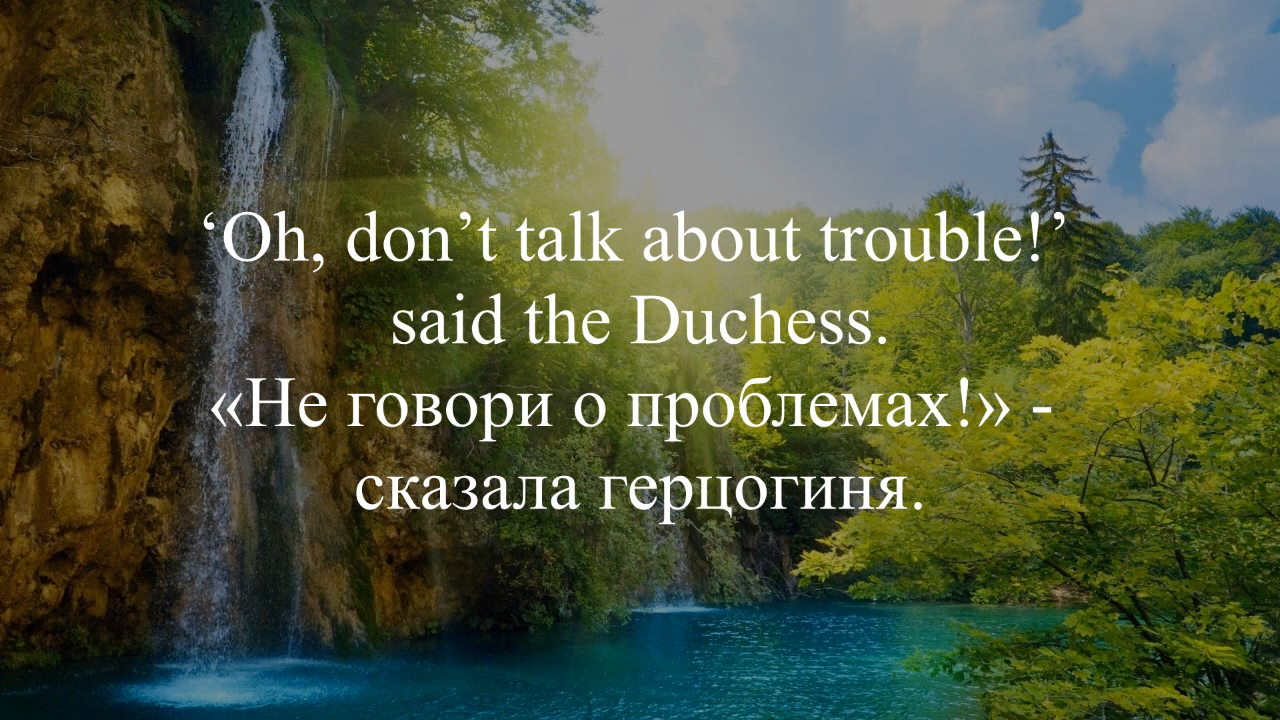 ‘Oh, don’t talk about trouble!’
said the Duchess.
«Не говори о проблемах!» -
сказала герцогиня.